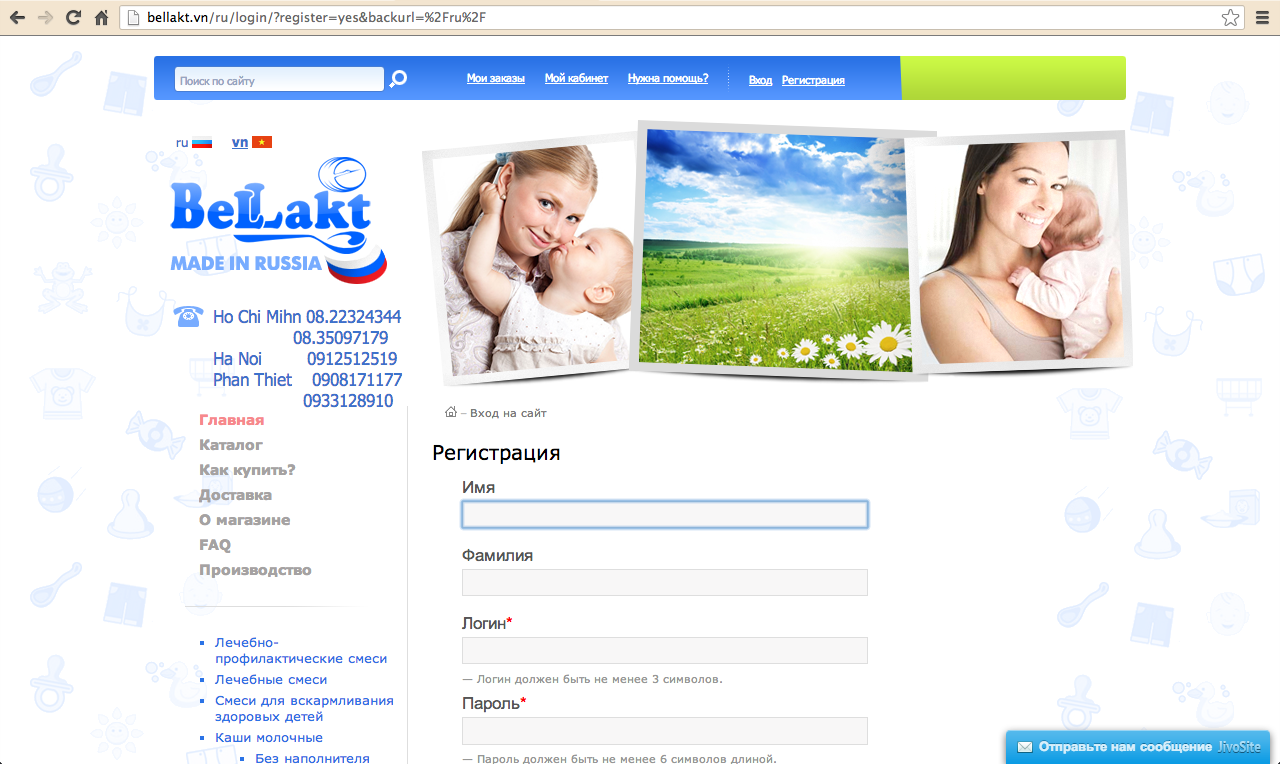 bellakt.vn/ru/login/?register=yes&backurl=%2Fru%2F
Поиск по сайту
Мои заказы Мой кабинет Нужна помощь? Вход Регистрация
ru vn
BeLLakt
MADE IN RUSSIA
Ho Chi Mihn 08.22324344
08.35097179
Ha Noi 0912512519
Phan Thiet 0908171177
0933128910
Главная
Каталог
Как купить?
Доставка
О магазине
FAQ
Производство
Лечебно-
профилактические смеси
Лечебные смеси
Смеси для вскармливания
здоровых детей
Каши молочные
Без наполнителя
– Вход на сайт
Регистрация
Имя
Фамилия
Логин*
— Логин должен быть не менее 3 символов.
Пароль*
— Пароль должен быть не менее 6 символов длиной.
Отправьте нам сообщение JivoSite